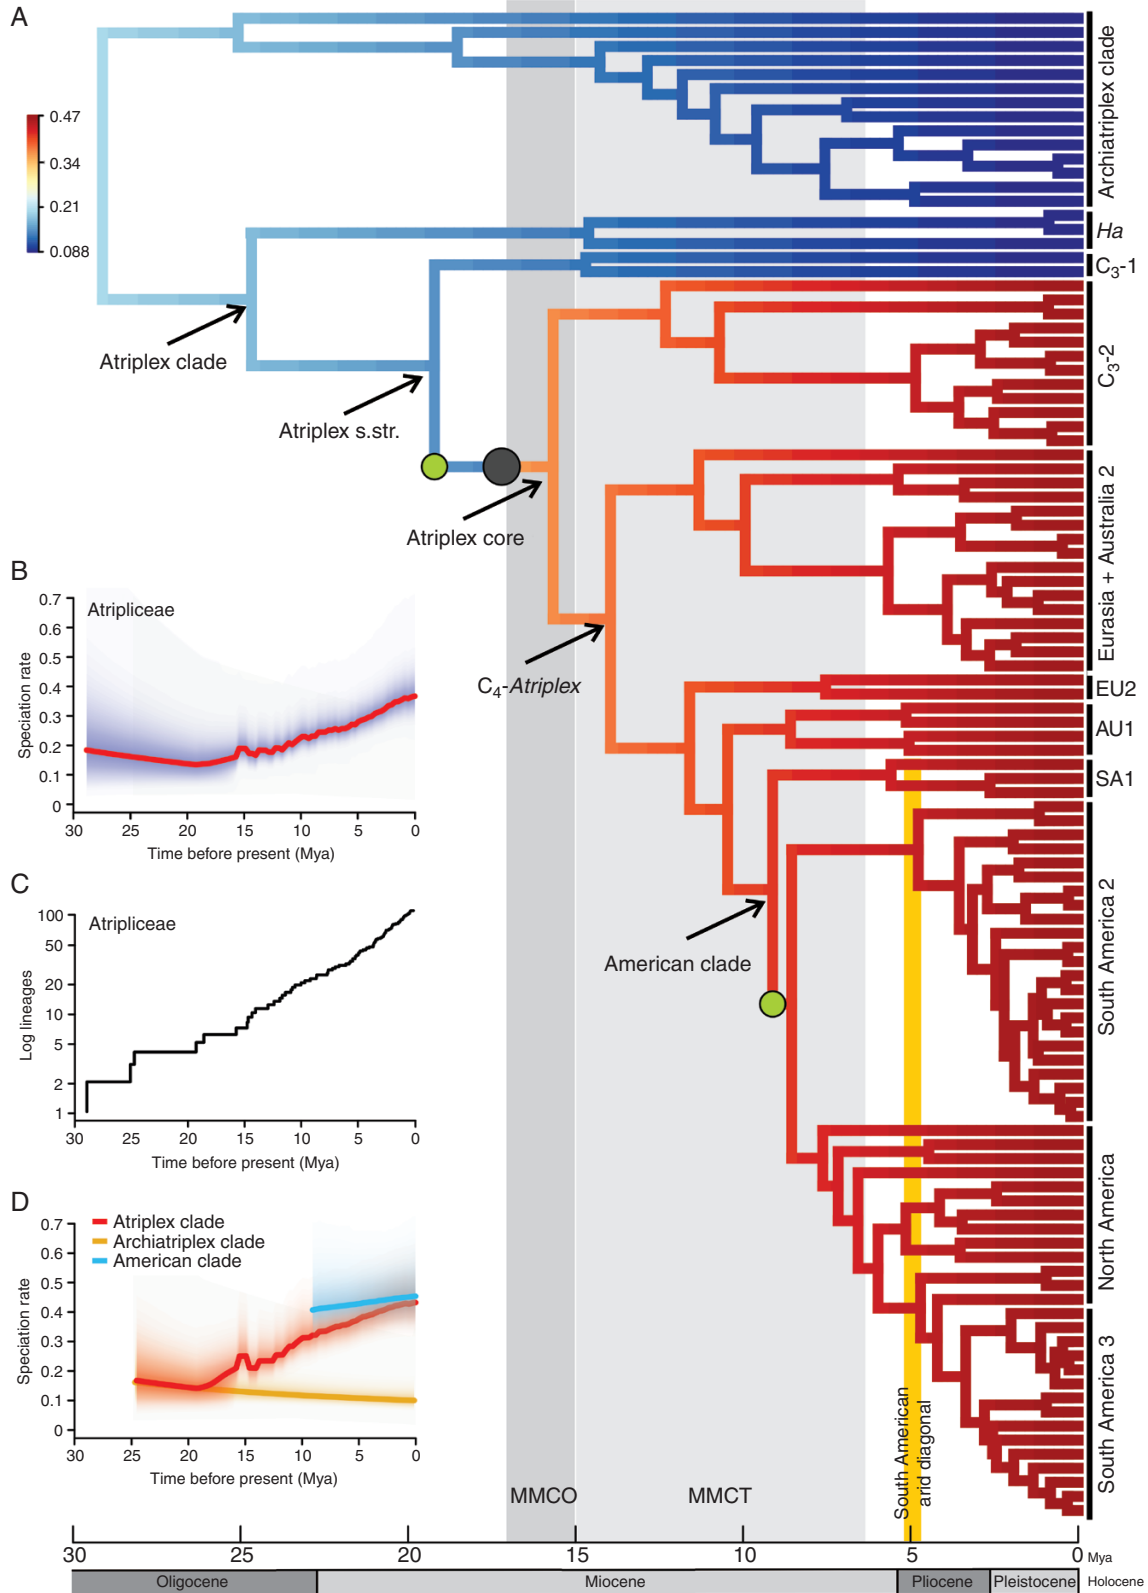 A
0.47
0.34
0.21
0.088
Archiatriplex clade
Ha
C3-1
C3-2
Atriplex clade
Atriplex s.str.
Atriplex core
C4-Atriplex
American clade
Eurasia + Australia 2
EU2
AU1
SA1
South America 2
North America
South America 3
B
Atripliceae
Speciation rate
0.7
0.6
0.5
0.4
0.3
0.2
0.1
0
30 25 20 15 10 5 0
Time before present (Mya)
C
Atripliceae
Log lineages
100
50
20
10
5
2
1
30 25 20 15 10 5 0
Time before present (Mya)
D
Atriplex clade
Archiatriplex clade
American clade
Speciation rate
0.7
0.6
0.5
0.4
0.3
0.2
0.1
0
30 25 20 15 10 5 0
Time before present (Mya)
MMCO
MMCT
South American
arid diagonal
30 25 20 15 10 5 0 Mya
Oligocene Miocene Pliocene Pleistocene Holocene